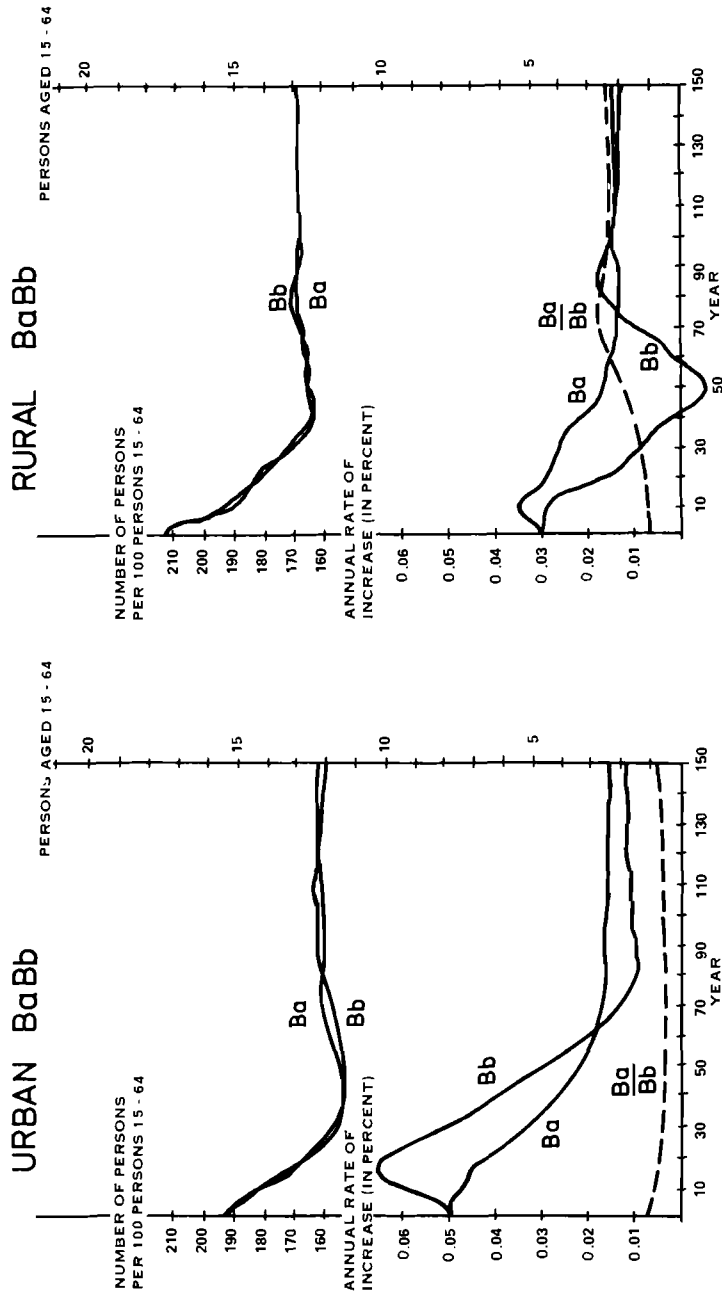 URBAN BaBb
NUMBER OF PERSONS
PER 100 PERSONS 15 - 64
PERSONS AGED 15 - 64
210
200
190
180
170
160
20
15
10
5
Ba
Bb
ANNUAL RATE OF
INCREASE (IN PERCENT)
0.06
0.05
0.04
0.03
0.02
0.01
Bb
Ba
Ba
Bb
10 30 50 70 90 110 130 150
YEAR
RURAL BaBb
NUMBER OF PERSONS
PER 100 PERSONS 15 - 64
PERSONS AGED 15 - 64
210
200
190
180
170
160
20
15
10
5
Bb
Ba
ANNUAL RATE OF
INCREASE (IN PERCENT)
0.06
0.05
0.04
0.03
0.02
0.01
Ba
Ba
Bb
Bb
10 30 50 70 90 110 130 150
YEAR